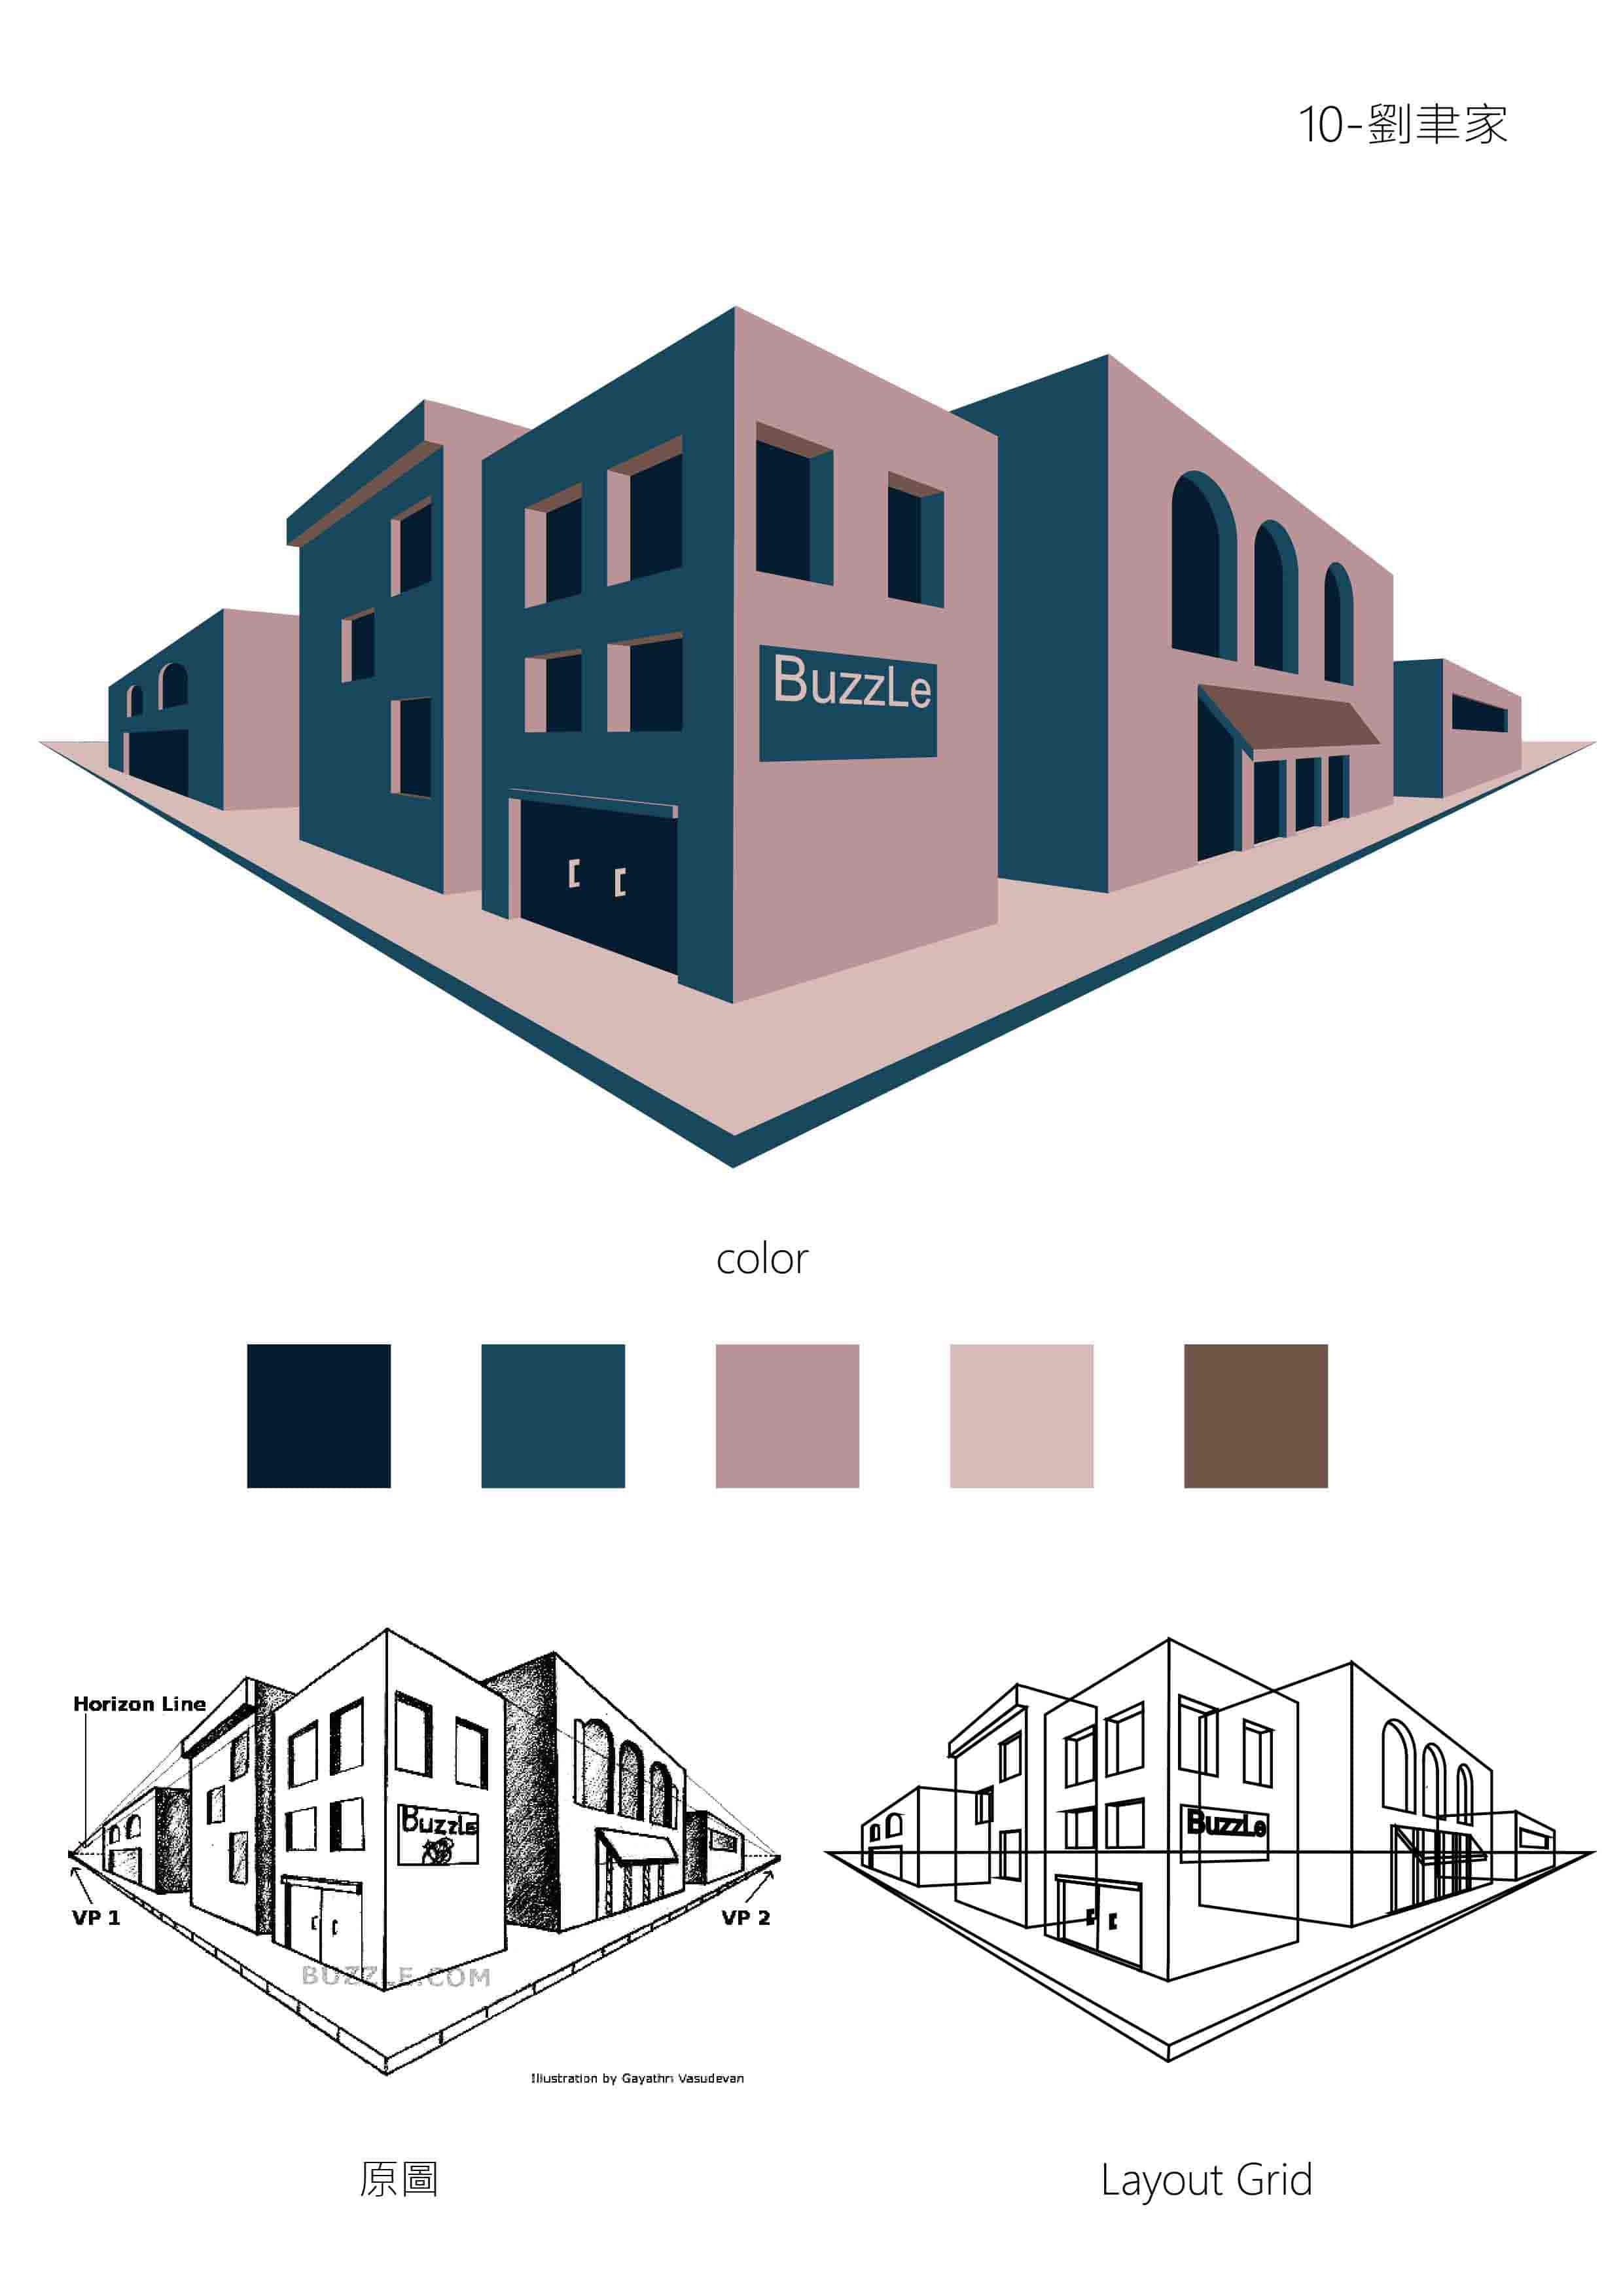 10-劉聿家
BuzzLe
color
Horizon Line
Buzzle
VP 1
VP 2
BUZZLE.COM
Illustration by Gayathri Vasudevan
BuzzLe
原圖
Layout Grid